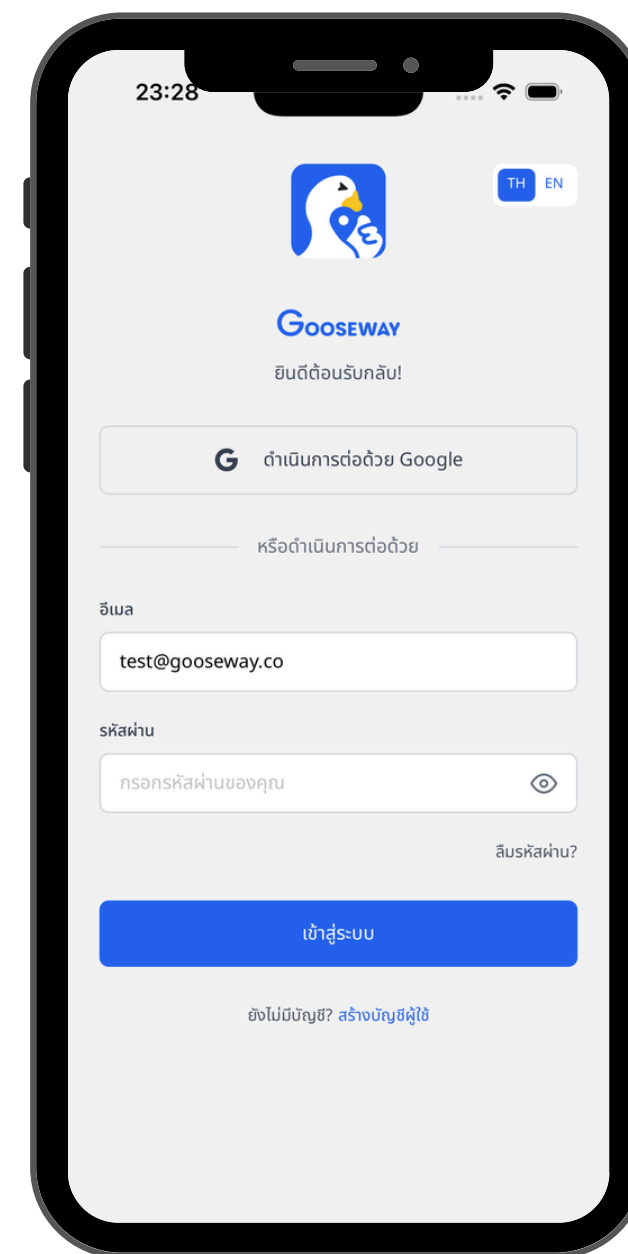 23:28
TH EN
GOOSEWAY
ยินดีต้อนรับกลับ!
G ดำเนินการต่อด้วย Google
หรือดำเนินการต่อด้วย
อีเมล
test@gooseway.co
รหัสผ่าน
กรอกรหัสผ่านของคุณ
ลืมรหัสผ่าน?
เข้าสู่ระบบ
ยังไม่มีบัญชี? สร้างบัญชีผู้ใช้